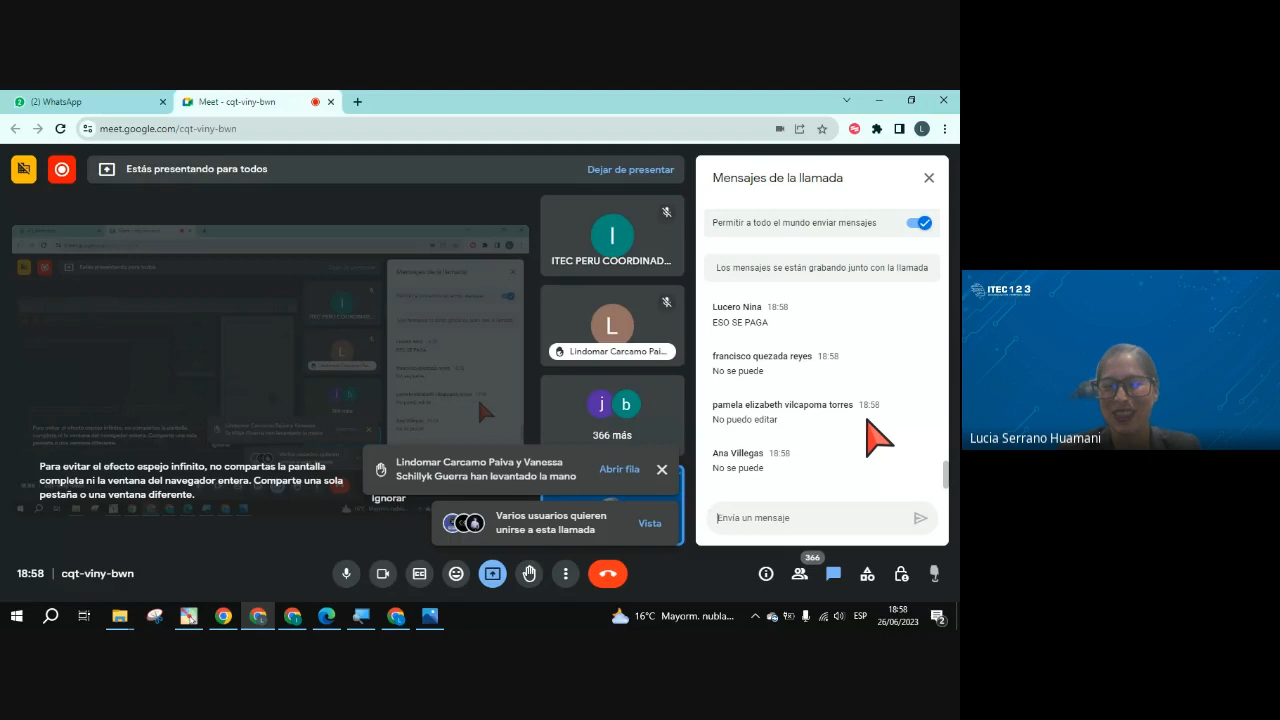 (2) WhatsApp
Meet - cqt-viny-bwn
meet.google.com/cqt-viny-bwn
L
Estás presentando para todos
Dejar de presentar
I
ITEC PERU COORDINAD...
L
Lindomar Carcamo Pai...
j b
366 más
Para evitar el efecto espejo infinito, no compartas la pantalla
completa ni la ventana del navegador entera. Comparte una sola
pestaña o una ventana diferente.
Ignorar
Lindomar Carcamo Paiva y Vanessa
Schillyk Guerra han levantado la mano
Abrir fila
Varios usuarios quieren
unirse a esta llamada
Vista
Mensajes de la llamada
Permitir a todo el mundo enviar mensajes
Los mensajes se están grabando junto con la llamada
Lucero Nina 18:58
ESO SE PAGA
francisco quezada reyes 18:58
No se puede
pamela elizabeth vilcapoma torres 18:58
No puedo editar
Ana Villegas 18:58
No se puede
Envía un mensaje
18:58 | cqt-viny-bwn
366
16°C Mayorm. nubla...
ESP
18:58
26/06/2023
2
ITEC 1 2 3
Lucia Serrano Huamani